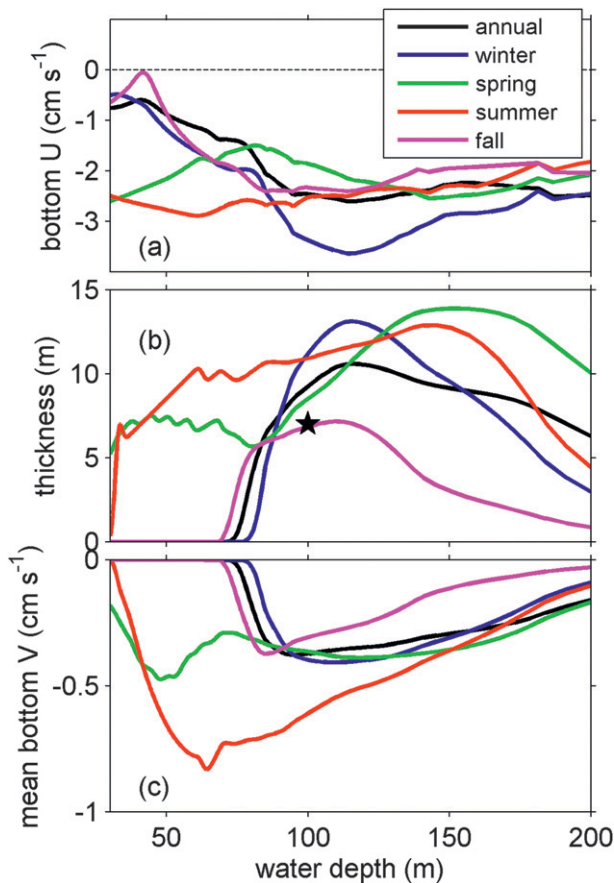 annual
winter
spring
summer
fall
0
-1
-2
-3
bottom U (cm s⁻¹)
(a)
15
10
5
0
thickness (m)
(b)
0
-0.5
-1
mean bottom V (cm s⁻¹)
(c)
50 100 150 200
water depth (m)